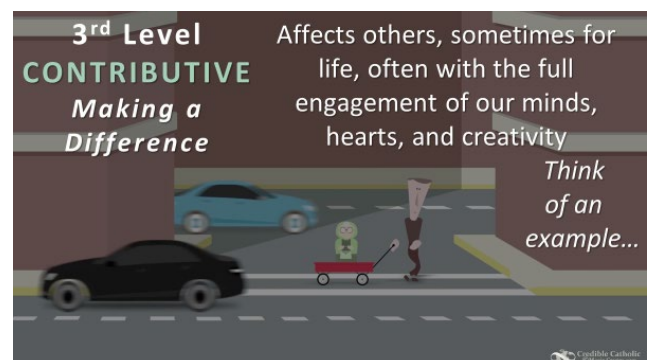 3rd Level
CONTRIBUTIVE
Making a
Difference
Affects others, sometimes for
life, often with the full
engagement of our minds,
hearts, and creativity
Think
of an
example…
Credible Catholic